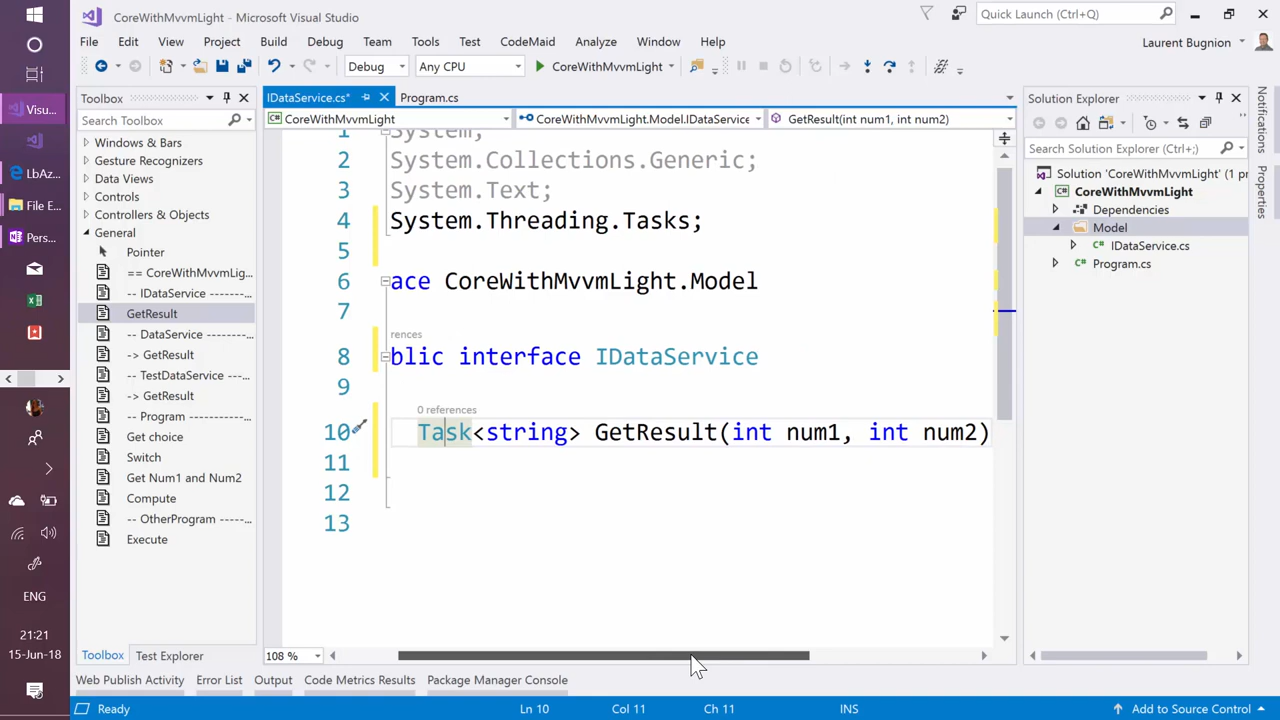 CoreWithMvvmLight - Microsoft Visual Studio
Quick Launch (Ctrl+Q)
File Edit View Project Build Debug Team Tools Test CodeMaid Analyze Window Help
Laurent Bugnion
Debug Any CPU CoreWithMvvmLight
Visu...
LbAz...
File E...
Pers...
ENG
21:21
15-Jun-18
Toolbox
Search Toolbox
Windows & Bars
Gesture Recognizers
Data Views
Controls
Controllers & Objects
General
Pointer
== CoreWithMvvmLig...
-- IDataService -------...
GetResult
-- DataService --------...
-> GetResult
-- TestDataService ---...
-> GetResult
-- Program -------...
Get choice
Switch
Get Num1 and Num2
Compute
-- OtherProgram -----...
Execute
Toolbox Test Explorer
IDataService.cs* Program.cs
CoreWithMvvmLight CoreWithMvvmLight.Model.IDataService GetResult(int num1, int num2)
1 System;
2 System.Collections.Generic;
3 System.Text;
4 System.Threading.Tasks;
5
6 ace CoreWithMvvmLight.Model
7
rences
8 blic interface IDataService
9
0 references
10 Task<string> GetResult(int num1, int num2)
11
12
13
108 %
Solution Explorer
Search Solution Explorer (Ctrl+;)
Solution 'CoreWithMvvmLight' (1 pr
CoreWithMvvmLight
Dependencies
Model
IDataService.cs
Program.cs
Notifications
Properties
Web Publish Activity Error List Output Code Metrics Results Package Manager Console
Ready Ln 10 Col 11 Ch 11 INS Add to Source Control